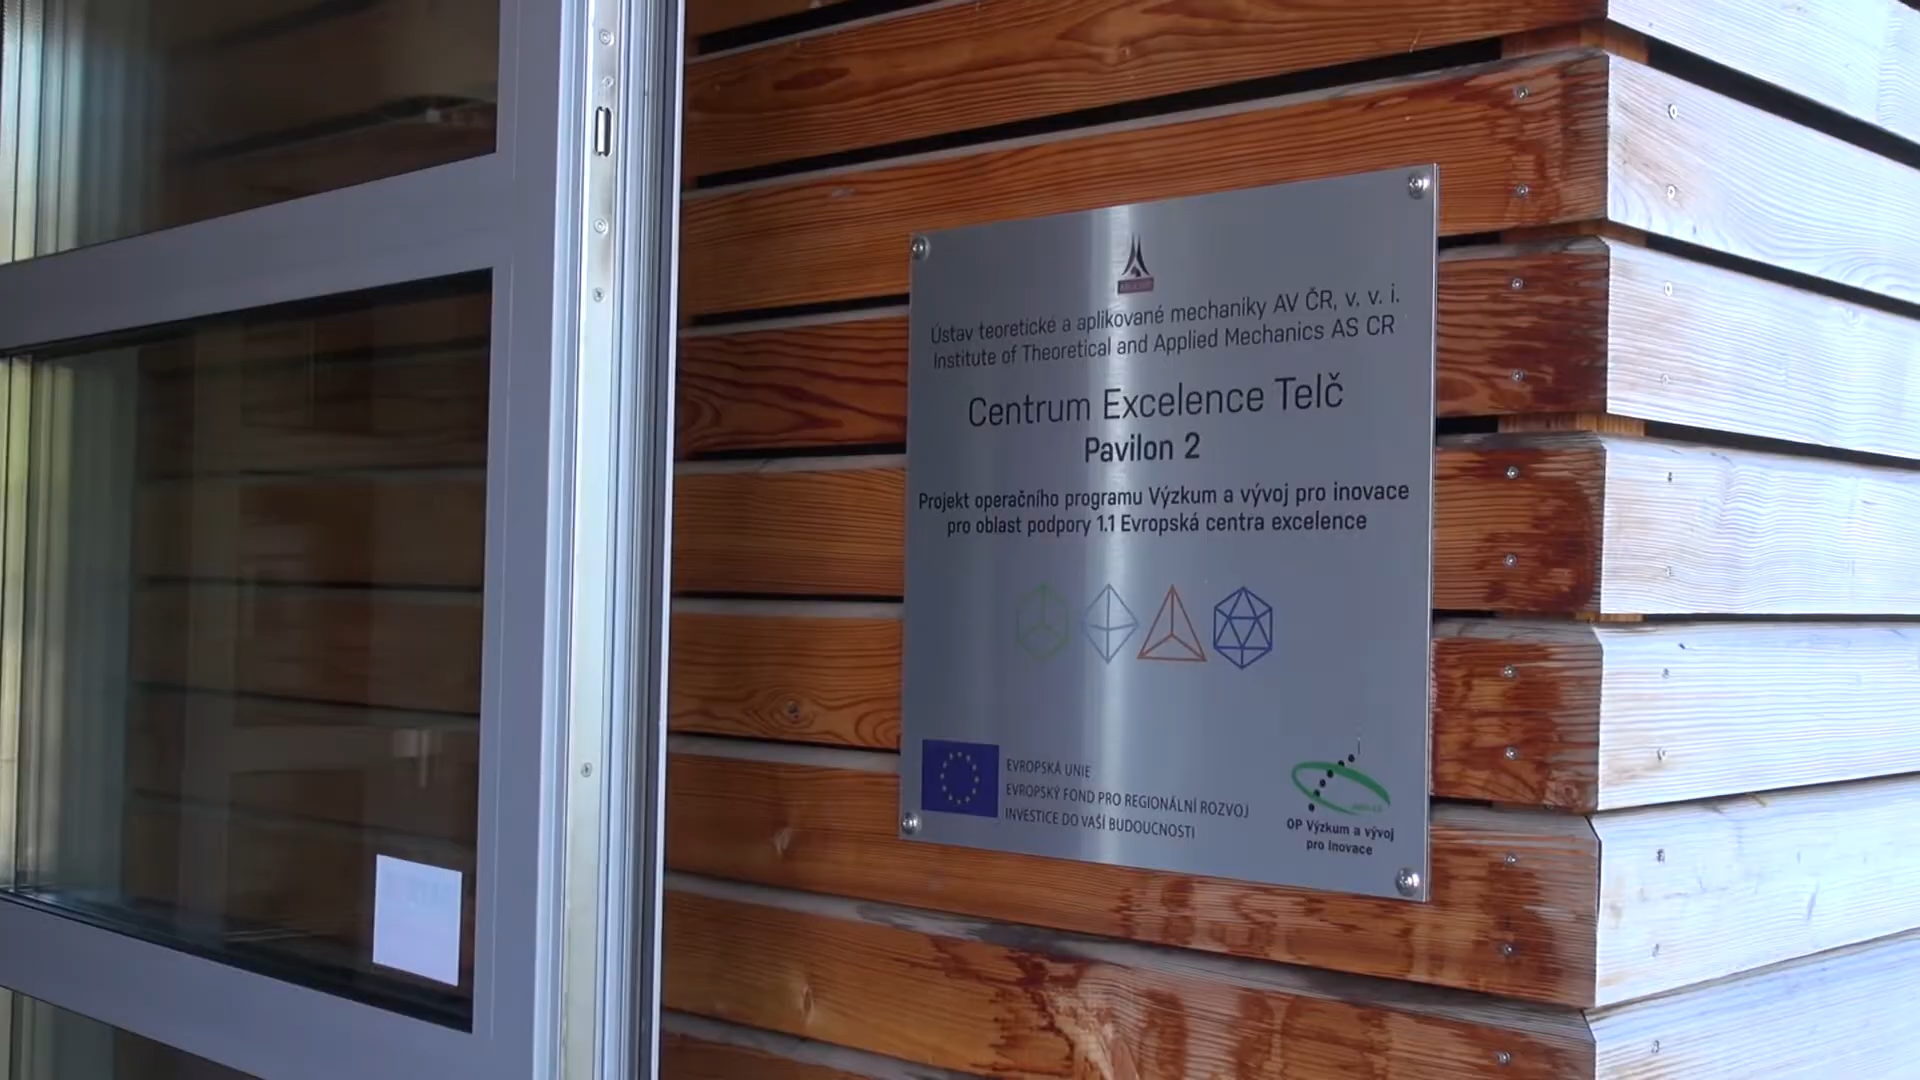 Ústav teoretické a aplikované mechaniky AV ČR, v. v. i.
Institute of Theoretical and Applied Mechanics AS CR
Centrum Excelence Telč
Pavilon 2
Projekt operačního programu Výzkum a vývoj pro inovace
pro oblast podpory 1.1 Evropská centra excelence
EVROPSKÁ UNIE
EVROPSKÝ FOND PRO REGIONÁLNÍ ROZVOJ
INVESTICE DO VAŠÍ BUDOUCNOSTI
OP Výzkum a vývoj
pro inovace